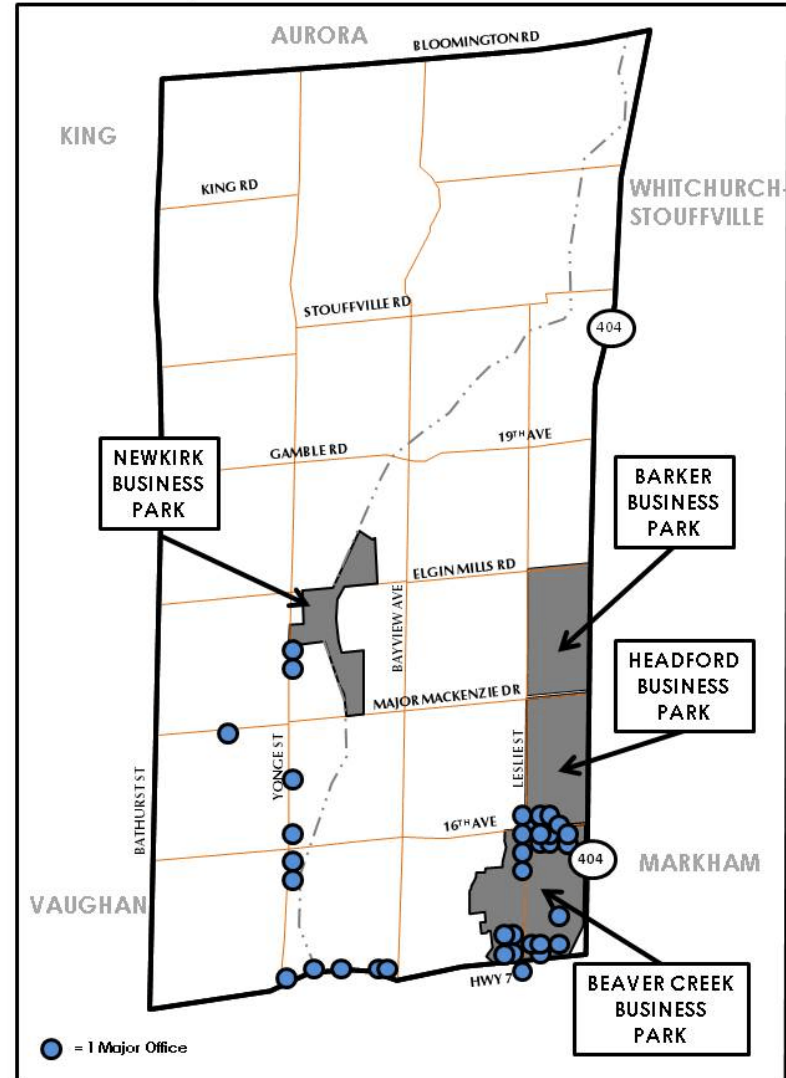 AURORA
BLOOMINGTON RD
KING
KING RD
WHITCHURCH-
STOUFFVILLE
STOUFFVILLE RD
404
19TH AVE
GAMBLE RD
NEWKIRK
BUSINESS
PARK
BARKER
BUSINESS
PARK
ELGIN MILLS RD
BAYVIEW AVE
HEADFORD
BUSINESS
PARK
MAJOR MACKENZIE DR
LESLIE ST
YONGE ST
BATHURST ST
16TH AVE
404
MARKHAM
VAUGHAN
HWY 7
BEAVER CREEK
BUSINESS
PARK
= 1 Major Office